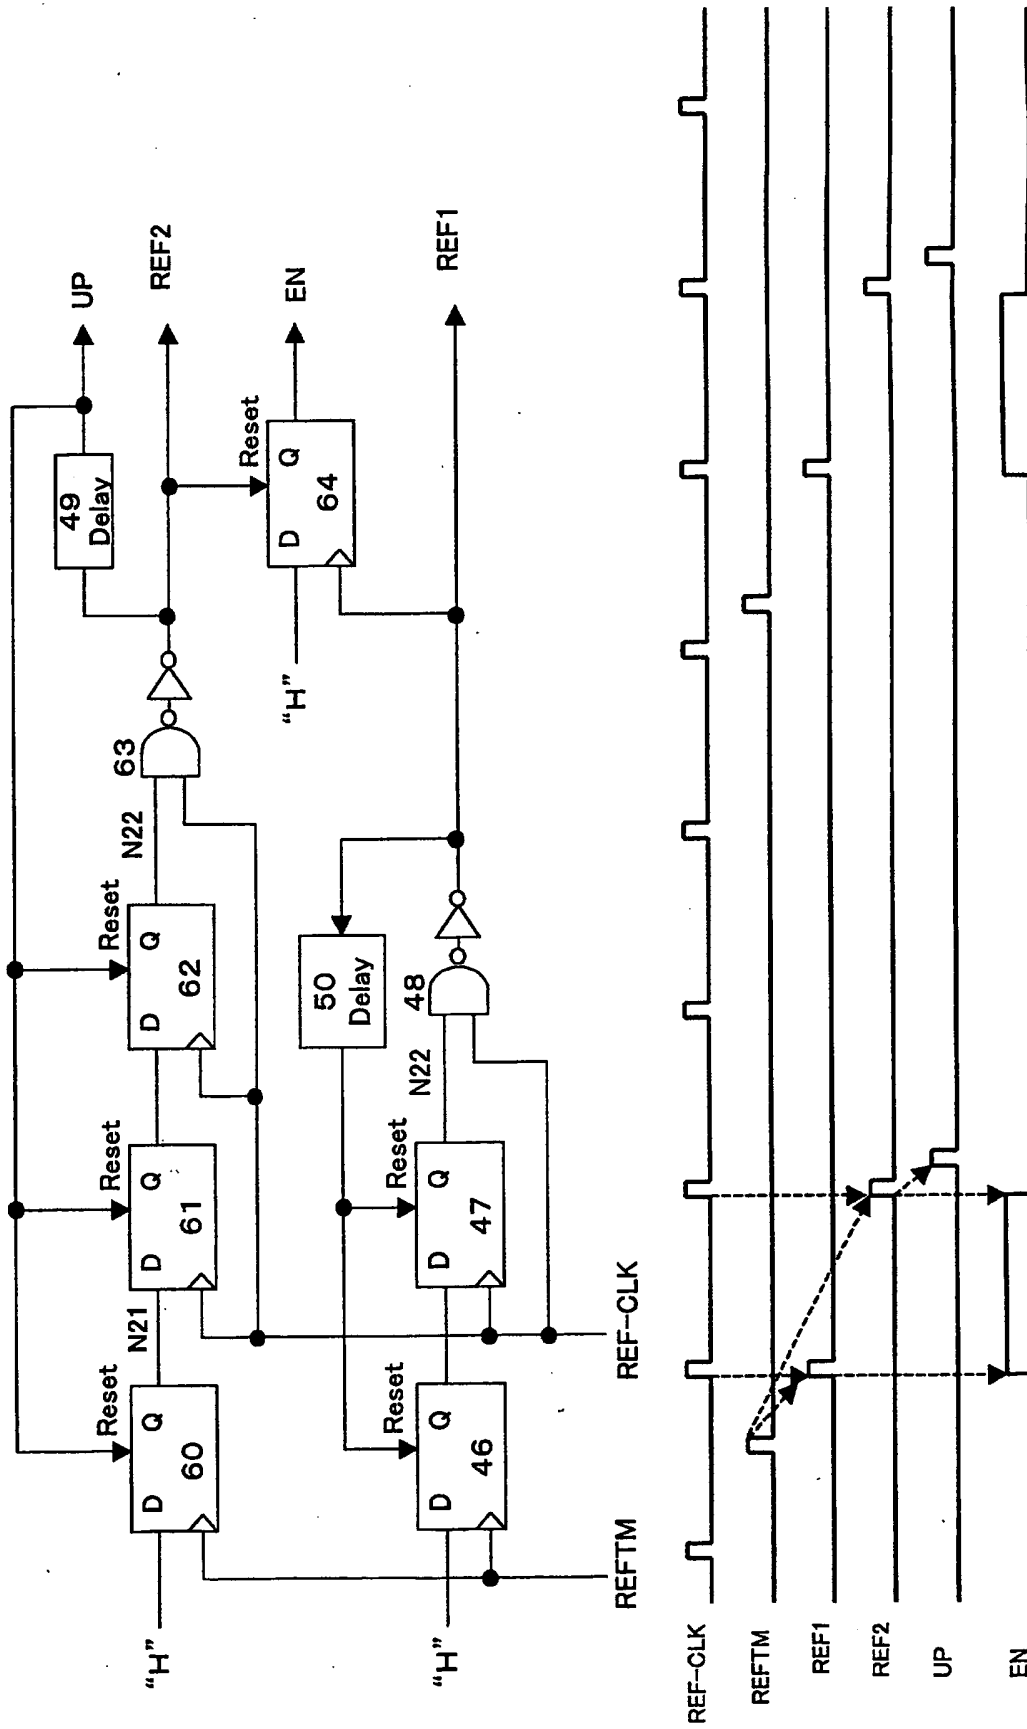 UP
REF2
EN
REF1
49
Delay
Reset
D Q
64
"H"
63
N22
Reset
D Q
62
Reset
D Q
61
N21
Reset
D Q
60
"H"
50
Delay
48
N22
Reset
D Q
47
Reset
D Q
46
"H"
REFTM
REF-CLK
REF-CLK
REFTM
REF1
REF2
UP
EN